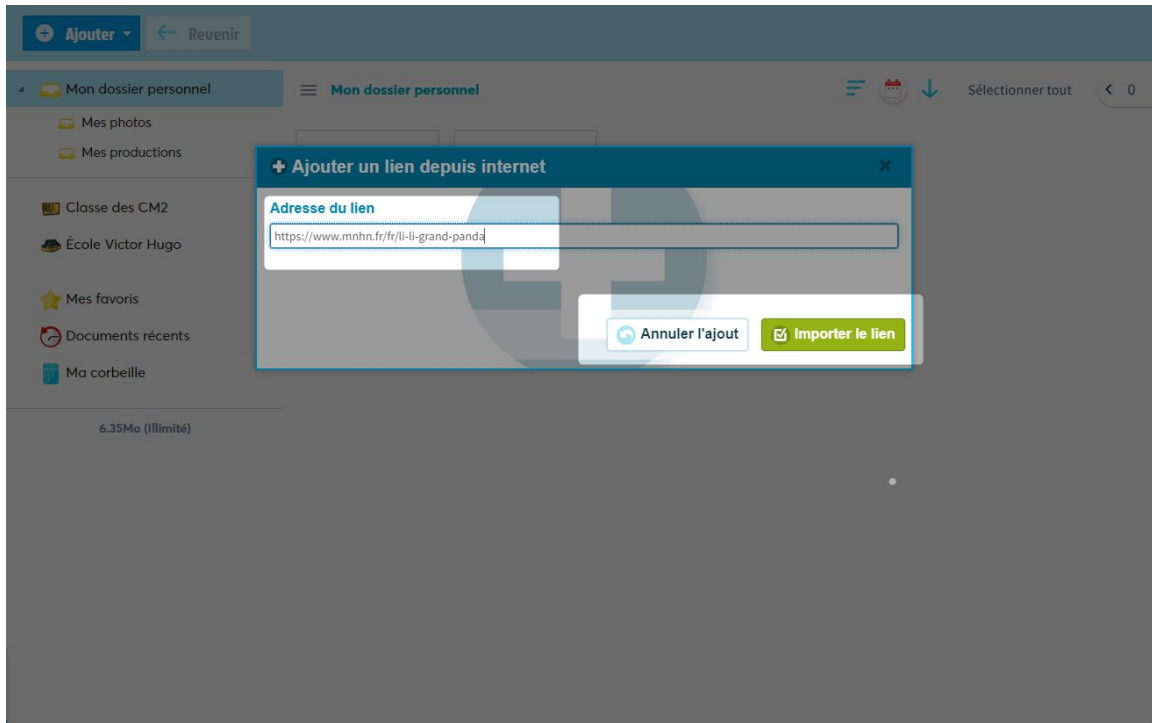 Ajouter
Revenir
Mon dossier personnel
Mes photos
Mes productions
Classe des CM2
École Victor Hugo
Mes favoris
Documents récents
Ma corbeille
6.35Mo (Illimité)
Mon dossier personnel
Sélectionner tout
0
Ajouter un lien depuis internet
Adresse du lien
https://www.mnhn.fr/fr/li-li-grand-panda
Annuler l'ajout
Importer le lien